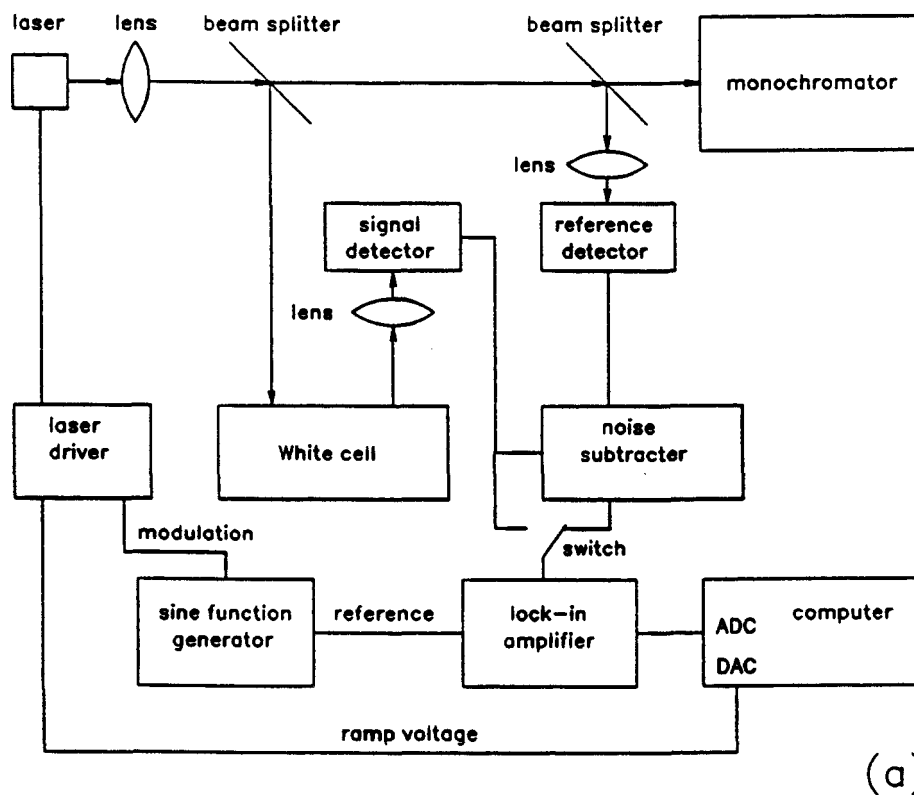 laser
lens
beam splitter
beam splitter
monochromator
lens
signal
detector
reference
detector
lens
laser
driver
White cell
noise
subtracter
modulation
switch
sine function
generator
reference
lock-in
amplifier
ADC
computer
DAC
ramp voltage
(a)